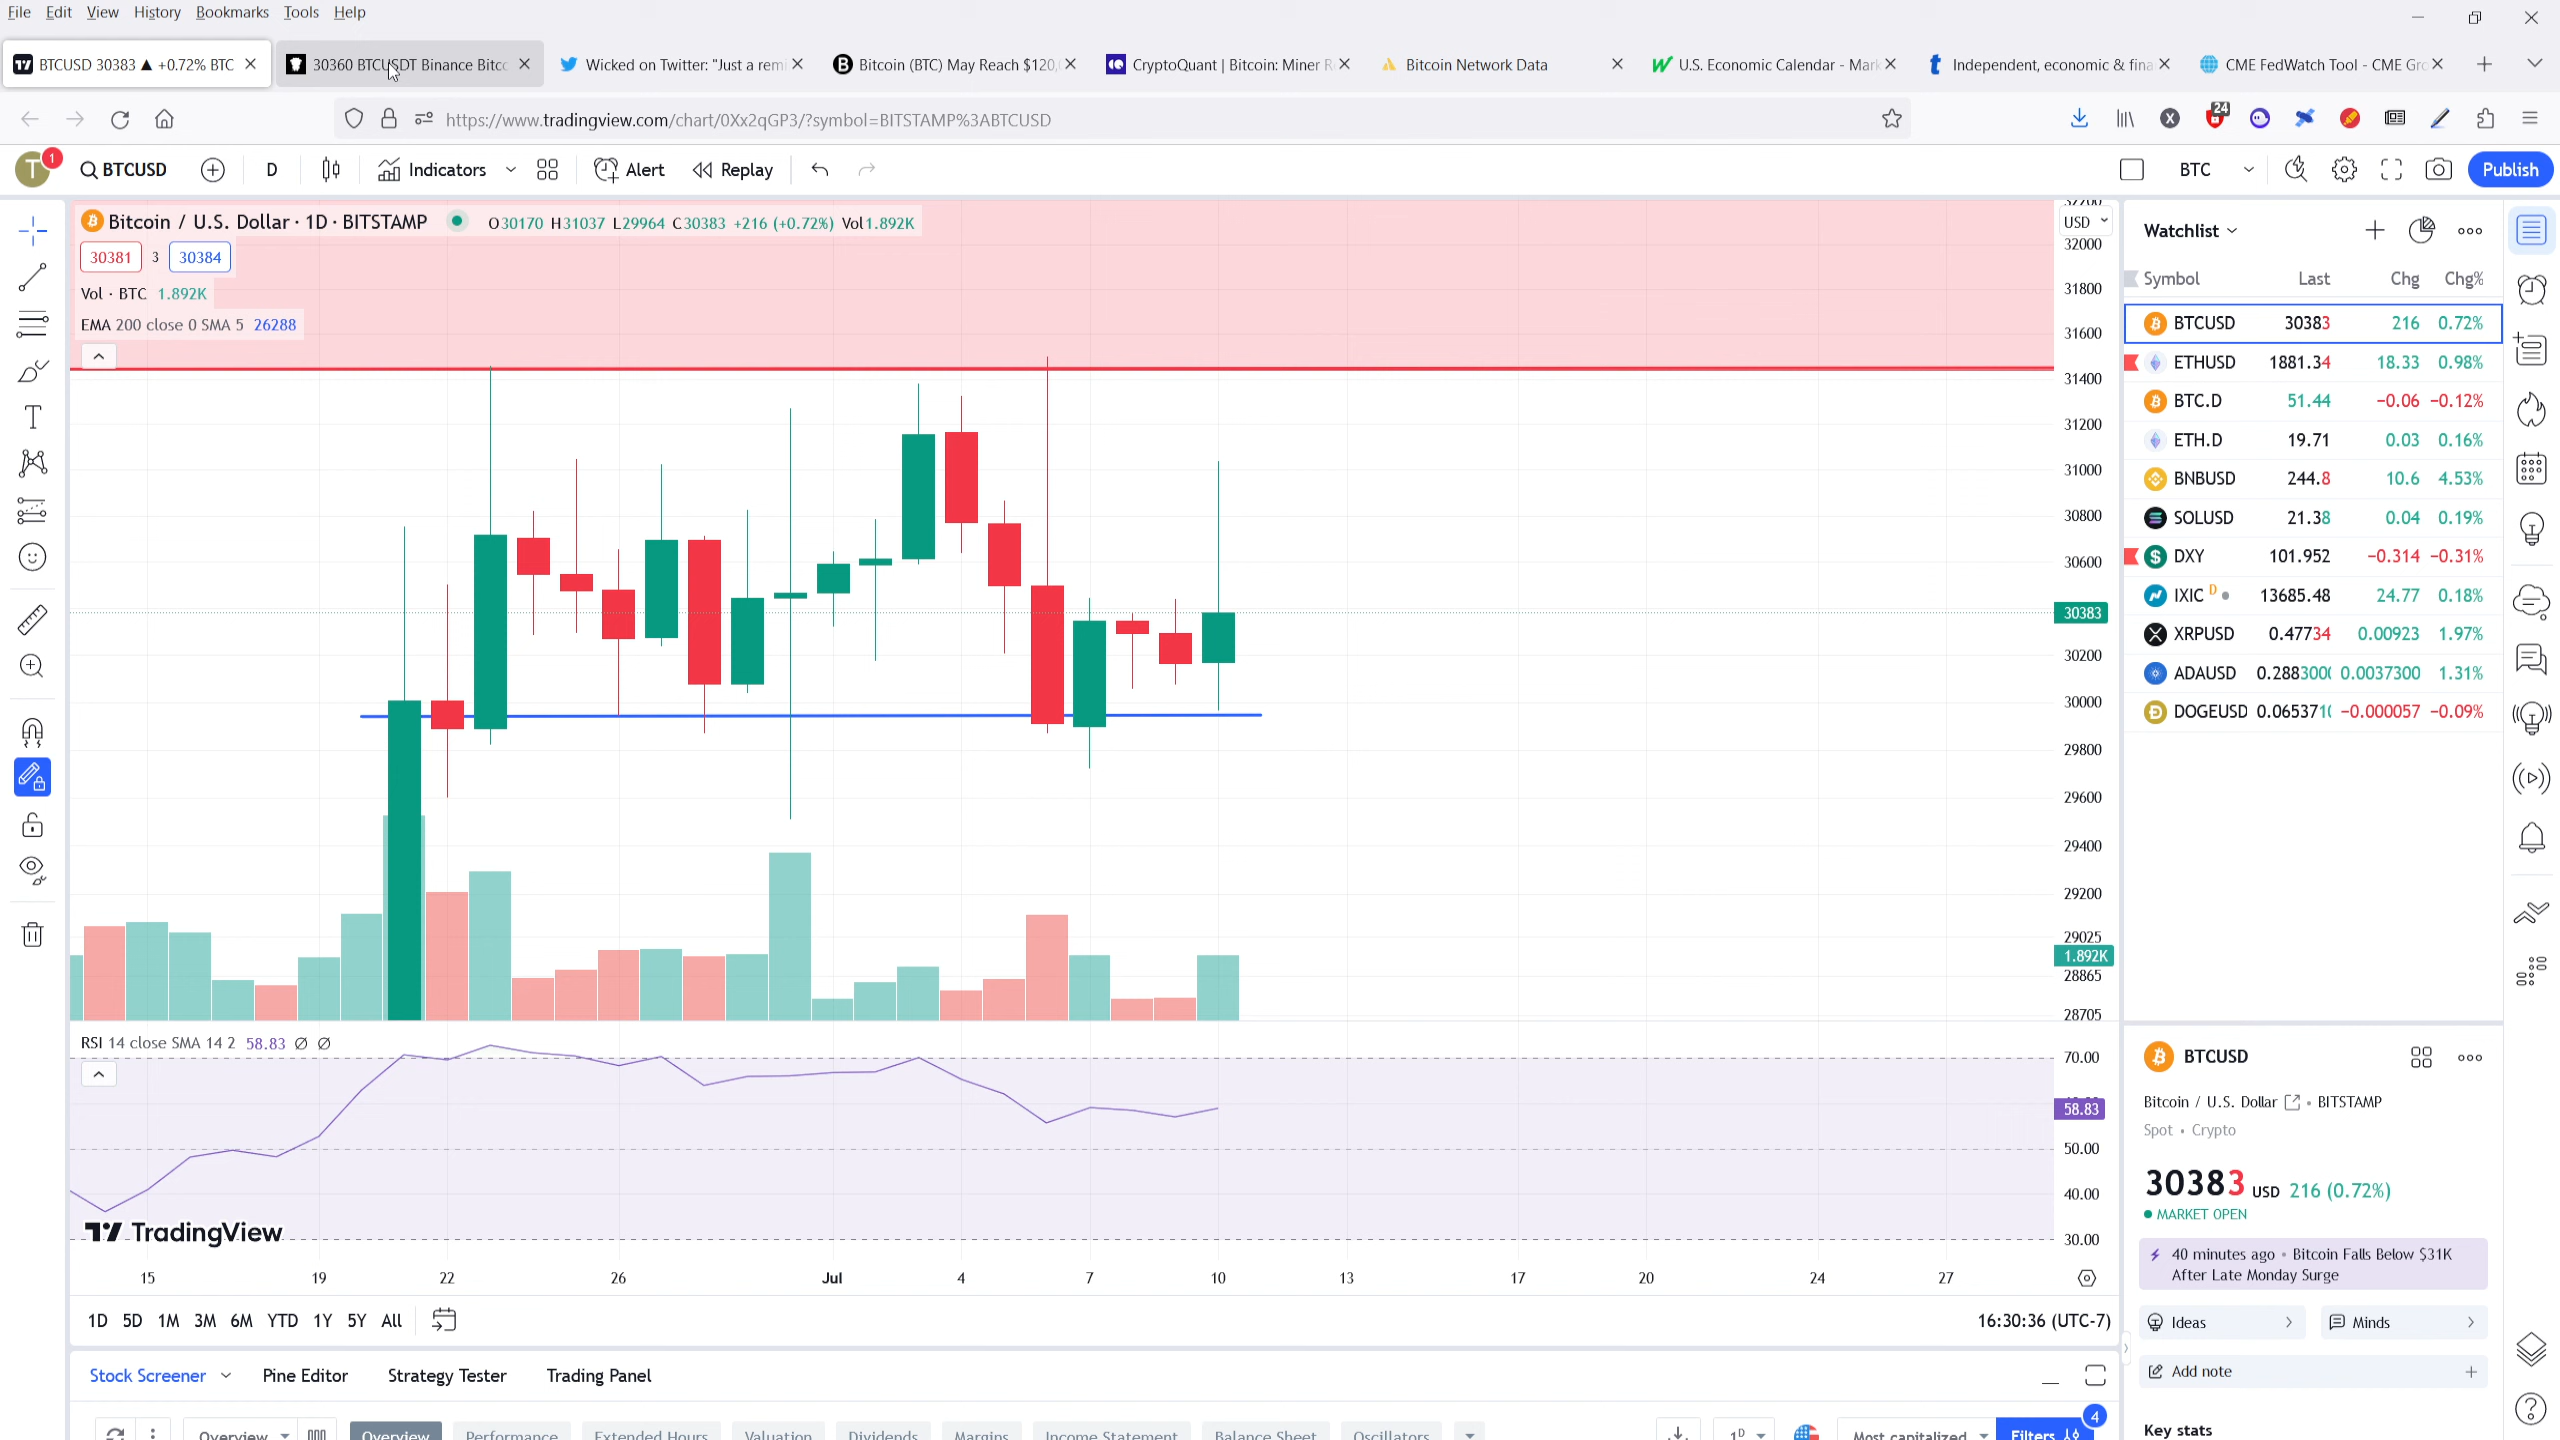 File Edit View History Bookmarks Tools Help
BTCUSD 30383 ▲ +0.72% BTC
30360 BTCUSDT Binance Bitc
Wicked on Twitter: "Just a rem
Bitcoin (BTC) May Reach $120,
CryptoQuant | Bitcoin: Miner R
Bitcoin Network Data
U.S. Economic Calendar - Mark
Independent, economic & fina
CME FedWatch Tool - CME Gr
https://www.tradingview.com/chart/0Xx2qGP3/?symbol=BITSTAMP%3ABTCUSD
24
T 1 BTCUSD D Indicators Alert Replay BTC Publish
Bitcoin / U.S. Dollar · 1D · BITSTAMP O30170 H31037 L29964 C30383 +216 (+0.72%) Vol1.892K
30381 3 30384
Vol · BTC 1.892K
EMA 200 close 0 SMA 5 26288
USD
32000
31800
31600
31400
31200
31000
30800
30600
30383
30200
30000
29800
29600
29400
29200
29025
1.892K
28865
28705
RSI 14 close SMA 14 2 58.83 Ø Ø
70.00
58.83
50.00
40.00
30.00
TradingView
15 19 22 26 Jul 4 7 10 13 17 20 24 27
1D 5D 1M 3M 6M YTD 1Y 5Y All
16:30:36 (UTC-7)
Stock Screener Pine Editor Strategy Tester Trading Panel
Overview Overview Performance Extended Hours Valuation Dividends Margins Income Statement Balance Sheet Oscillators 1D Most capitalized Filters 4
Watchlist
Symbol Last Chg Chg%
BTCUSD 30383 216 0.72%
ETHUSD 1881.34 18.33 0.98%
BTC.D 51.44 −0.06 −0.12%
ETH.D 19.71 0.03 0.16%
BNBUSD 244.8 10.6 4.53%
SOLUSD 21.38 0.04 0.19%
DXY 101.952 −0.314 −0.31%
IXIC D 13685.48 24.77 0.18%
XRPUSD 0.47734 0.00923 1.97%
ADAUSD 0.2883000 0.0037300 1.31%
DOGEUSD 0.065371 −0.000057 −0.09%
BTCUSD
Bitcoin / U.S. Dollar • BITSTAMP
Spot • Crypto
30383 USD 216 (0.72%)
MARKET OPEN
40 minutes ago • Bitcoin Falls Below $31K
After Late Monday Surge
Ideas
Minds
Add note
Key stats